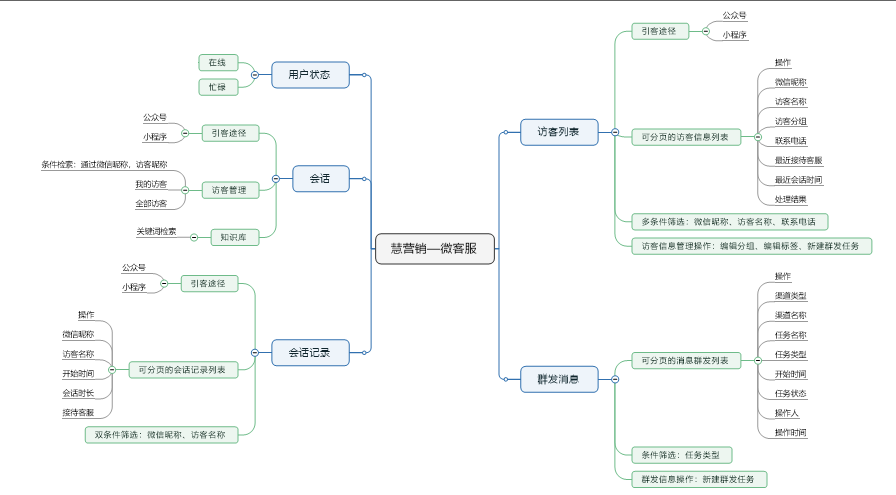 慧营销—微客服
用户状态
在线
忙碌
会话
引客途径
公众号
小程序
访客管理
条件检索：通过微信昵称、访客昵称
我的访客
全部访客
知识库
关键词检索
会话记录
引客途径
公众号
小程序
可分页的会话记录列表
操作
微信昵称
访客名称
开始时间
会话时长
接待客服
双条件筛选：微信昵称、访客名称
访客列表
引客途径
公众号
小程序
可分页的访客信息列表
操作
微信昵称
访客名称
访客分组
联系电话
最近接待客服
最近会话时间
处理结果
多条件筛选：微信昵称、访客名称、联系电话
访客信息管理操作：编辑分组、编辑标签、新建群发任务
群发消息
可分页的消息群发列表
操作
渠道类型
渠道名称
任务名称
任务类型
开始时间
任务状态
操作人
操作时间
条件筛选：任务类型
群发信息操作：新建群发任务